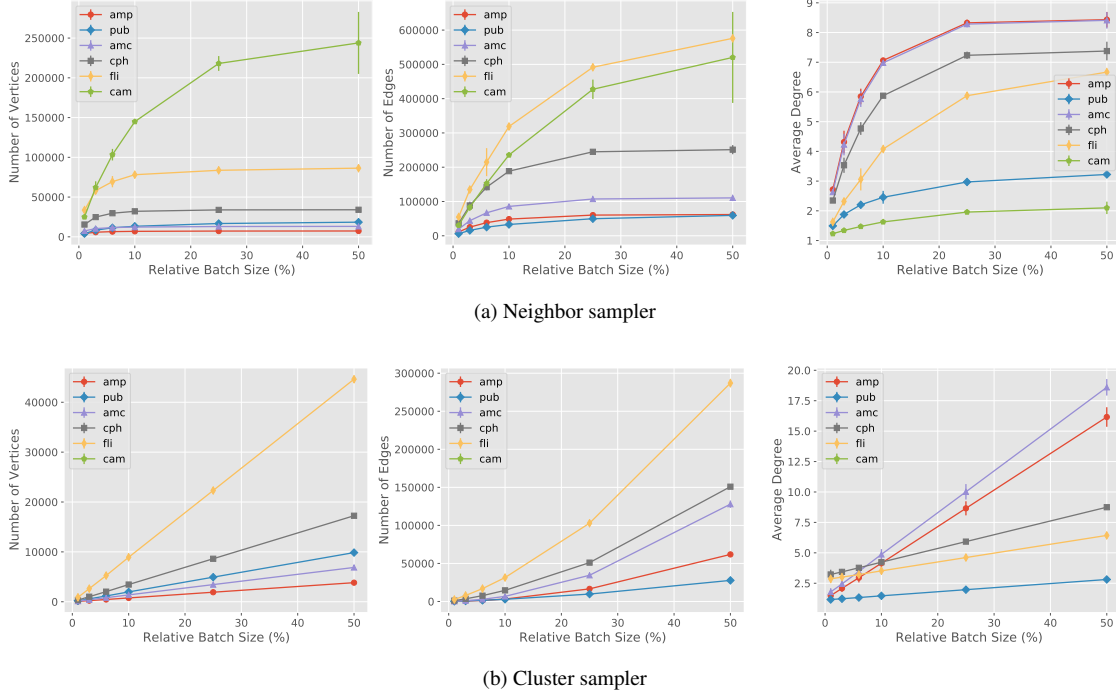 250000
200000
150000
100000
50000
0
Number of Vertices
amp
pub
amc
cph
fli
cam
0 10 20 30 40 50
Relative Batch Size (%)
600000
500000
400000
300000
200000
100000
0
Number of Edges
amp
pub
amc
cph
fli
cam
0 10 20 30 40 50
Relative Batch Size (%)
9
8
7
6
5
4
3
2
1
Average Degree
amp
pub
amc
cph
fli
cam
0 10 20 30 40 50
Relative Batch Size (%)
(a) Neighbor sampler
40000
30000
20000
10000
0
Number of Vertices
amp
pub
amc
cph
fli
cam
0 10 20 30 40 50
Relative Batch Size (%)
300000
250000
200000
150000
100000
50000
0
Number of Edges
amp
pub
amc
cph
fli
cam
0 10 20 30 40 50
Relative Batch Size (%)
20.0
17.5
15.0
12.5
10.0
7.5
5.0
2.5
Average Degree
amp
pub
amc
cph
fli
cam
0 10 20 30 40 50
Relative Batch Size (%)
(b) Cluster sampler